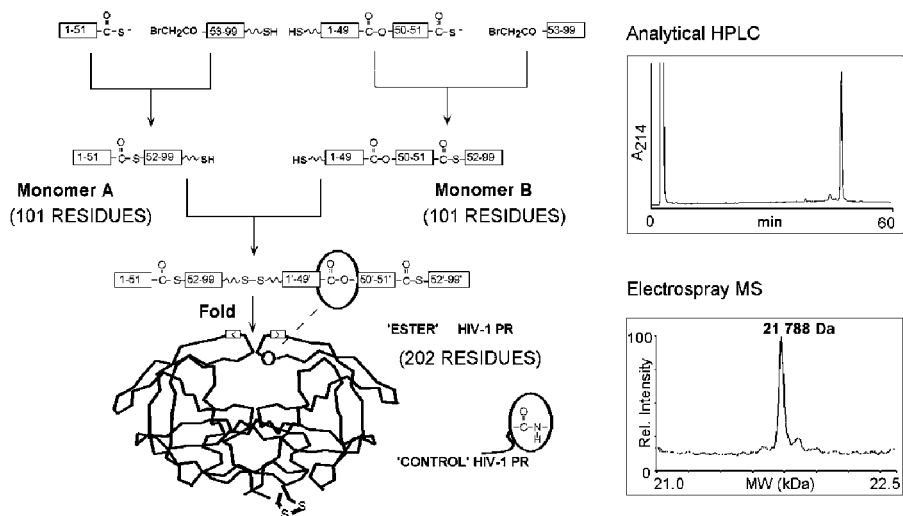 1-51 C-S- O BrCH2CO 53-99 SH HS 1-49 C-O O 50-51 C-S- O BrCH2CO 53-99
1-51 C-S O 52-99 SH HS 1-49 C-O O 50-51 C-S O 52-99
Monomer A
(101 RESIDUES)
Monomer B
(101 RESIDUES)
1-51 C-S O 52-99 S-S 1'-49' C-O O 50'-51' C-S O 52'-99'
Fold
'ESTER' HIV-1 PR
(202 RESIDUES)
O
C-N
H
'CONTROL' HIV-1 PR
S-S
Analytical HPLC
A214
0 min 60
Electrospray MS
21 788 Da
100
Rel. Intensity
0
21.0 MW (kDa) 22.5